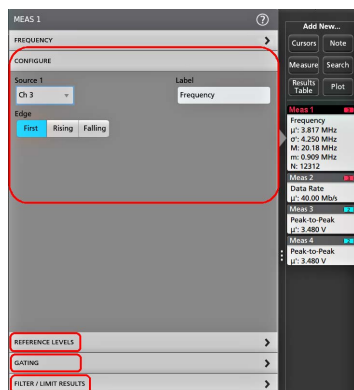 MEAS 1
?
FREQUENCY
CONFIGURE
Source 1
Label
Ch 3
Frequency
Edge
First Rising Falling
REFERENCE LEVELS
GATING
FILTER / LIMIT RESULTS
Add New...
Cursors Note
Measure Search
Results Table Plot
Meas 1
Frequency
µ': 3.817 MHz
σ': 4.250 MHz
M: 20.18 MHz
m: 0.909 MHz
N: 12312
Meas 2
Data Rate
µ': 40.00 Mb/s
Meas 3
Peak-to-Peak
µ': 3.480 V
Meas 4
Peak-to-Peak
µ': 3.480 V